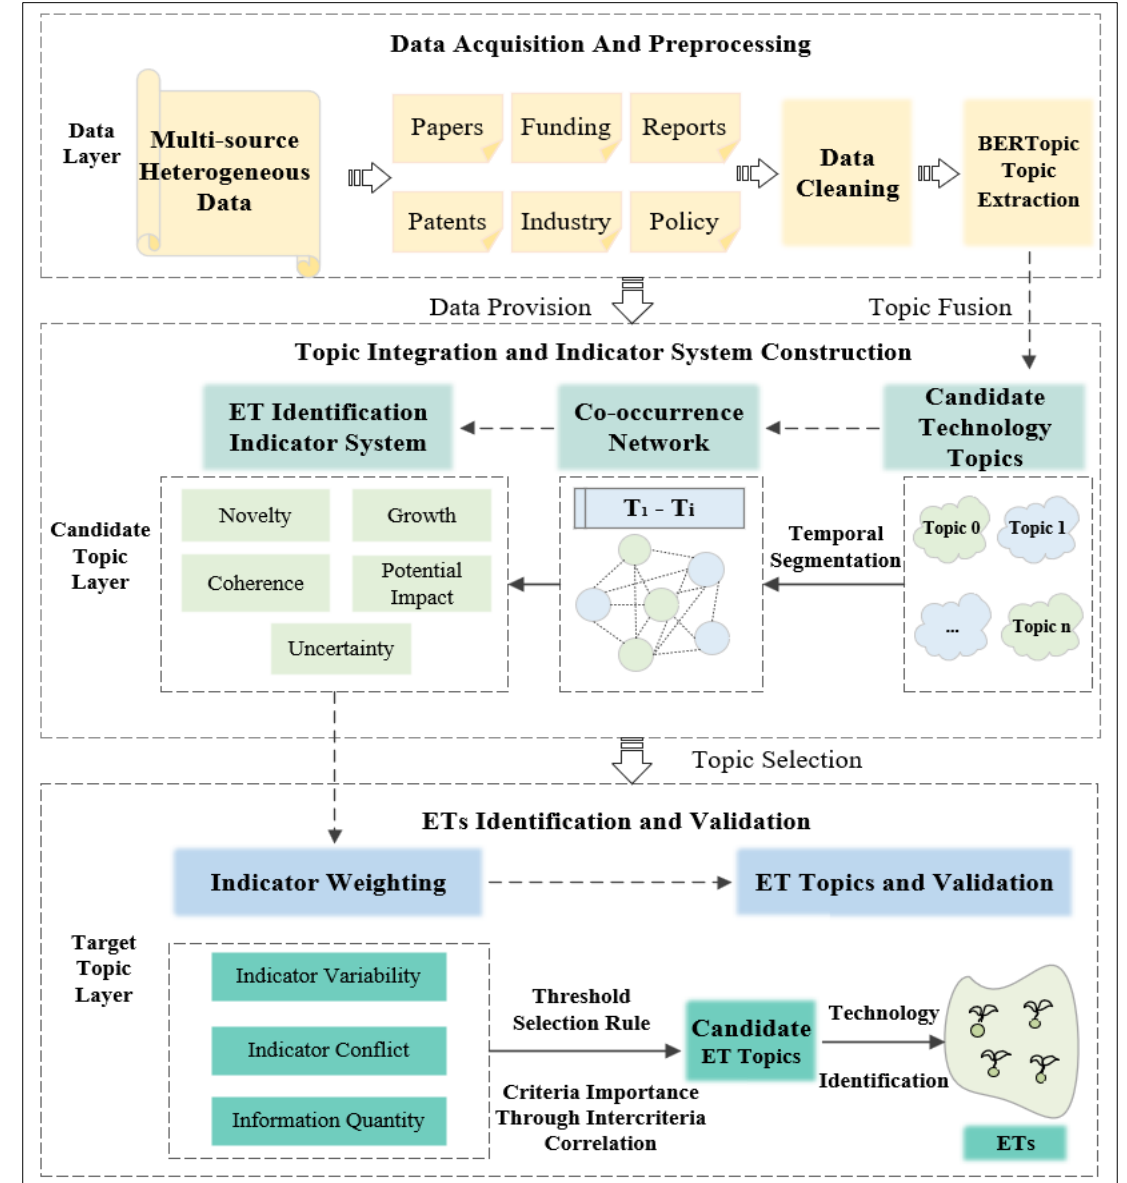 Data Acquisition And Preprocessing
Data
Layer
Multi-source
Heterogeneous
Data
Papers
Funding
Reports
Patents
Industry
Policy
Data
Cleaning
BERTopic
Topic
Extraction
Data Provision
Topic Fusion
Topic Integration and Indicator System Construction
ET Identification
Indicator System
Co-occurrence
Network
Candidate
Technology
Topics
Candidate
Topic
Layer
Novelty
Growth
Coherence
Potential
Impact
Uncertainty
T1 - Ti
Temporal
Segmentation
Topic 0
Topic 1
...
Topic n
Topic Selection
ETs Identification and Validation
Indicator Weighting
ET Topics and Validation
Target
Topic
Layer
Indicator Variability
Indicator Conflict
Information Quantity
Threshold
Selection Rule
Criteria Importance
Through Intercriteria
Correlation
Candidate
ET Topics
Technology
Identification
ETs